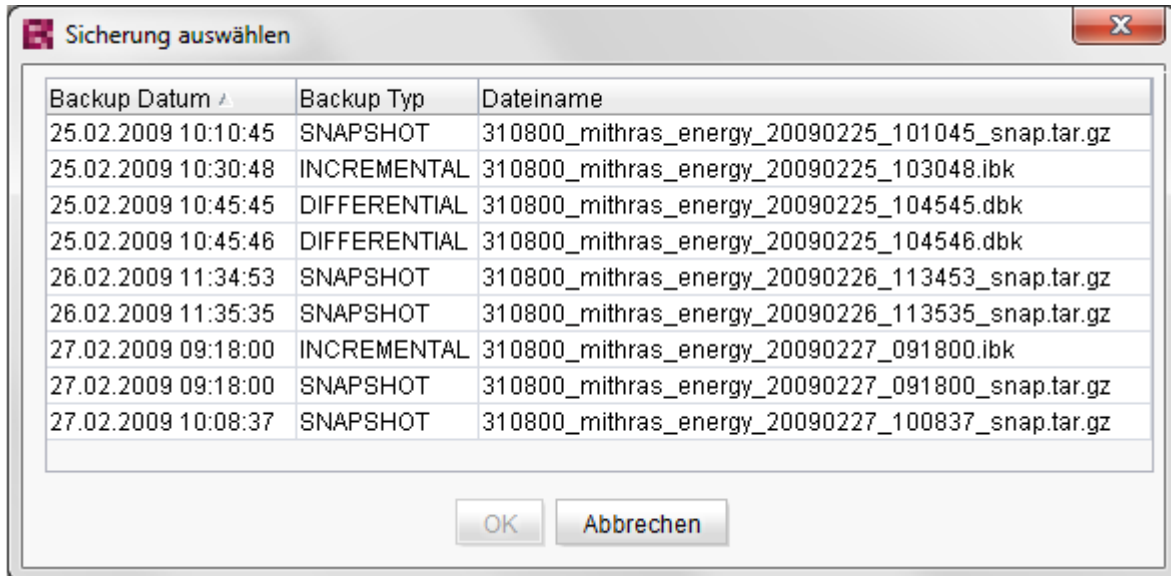 Sicherung auswählen
Backup Datum Backup Typ Dateiname
25.02.2009 10:10:45 SNAPSHOT 310800_mithras_energy_20090225_101045_snap.tar.gz
25.02.2009 10:30:48 INCREMENTAL 310800_mithras_energy_20090225_103048.ibk
25.02.2009 10:45:45 DIFFERENTIAL 310800_mithras_energy_20090225_104545.dbk
25.02.2009 10:45:46 DIFFERENTIAL 310800_mithras_energy_20090225_104546.dbk
26.02.2009 11:34:53 SNAPSHOT 310800_mithras_energy_20090226_113453_snap.tar.gz
26.02.2009 11:35:35 SNAPSHOT 310800_mithras_energy_20090226_113535_snap.tar.gz
27.02.2009 09:18:00 INCREMENTAL 310800_mithras_energy_20090227_091800.ibk
27.02.2009 09:18:00 SNAPSHOT 310800_mithras_energy_20090227_091800_snap.tar.gz
27.02.2009 10:08:37 SNAPSHOT 310800_mithras_energy_20090227_100837_snap.tar.gz
OK Abbrechen